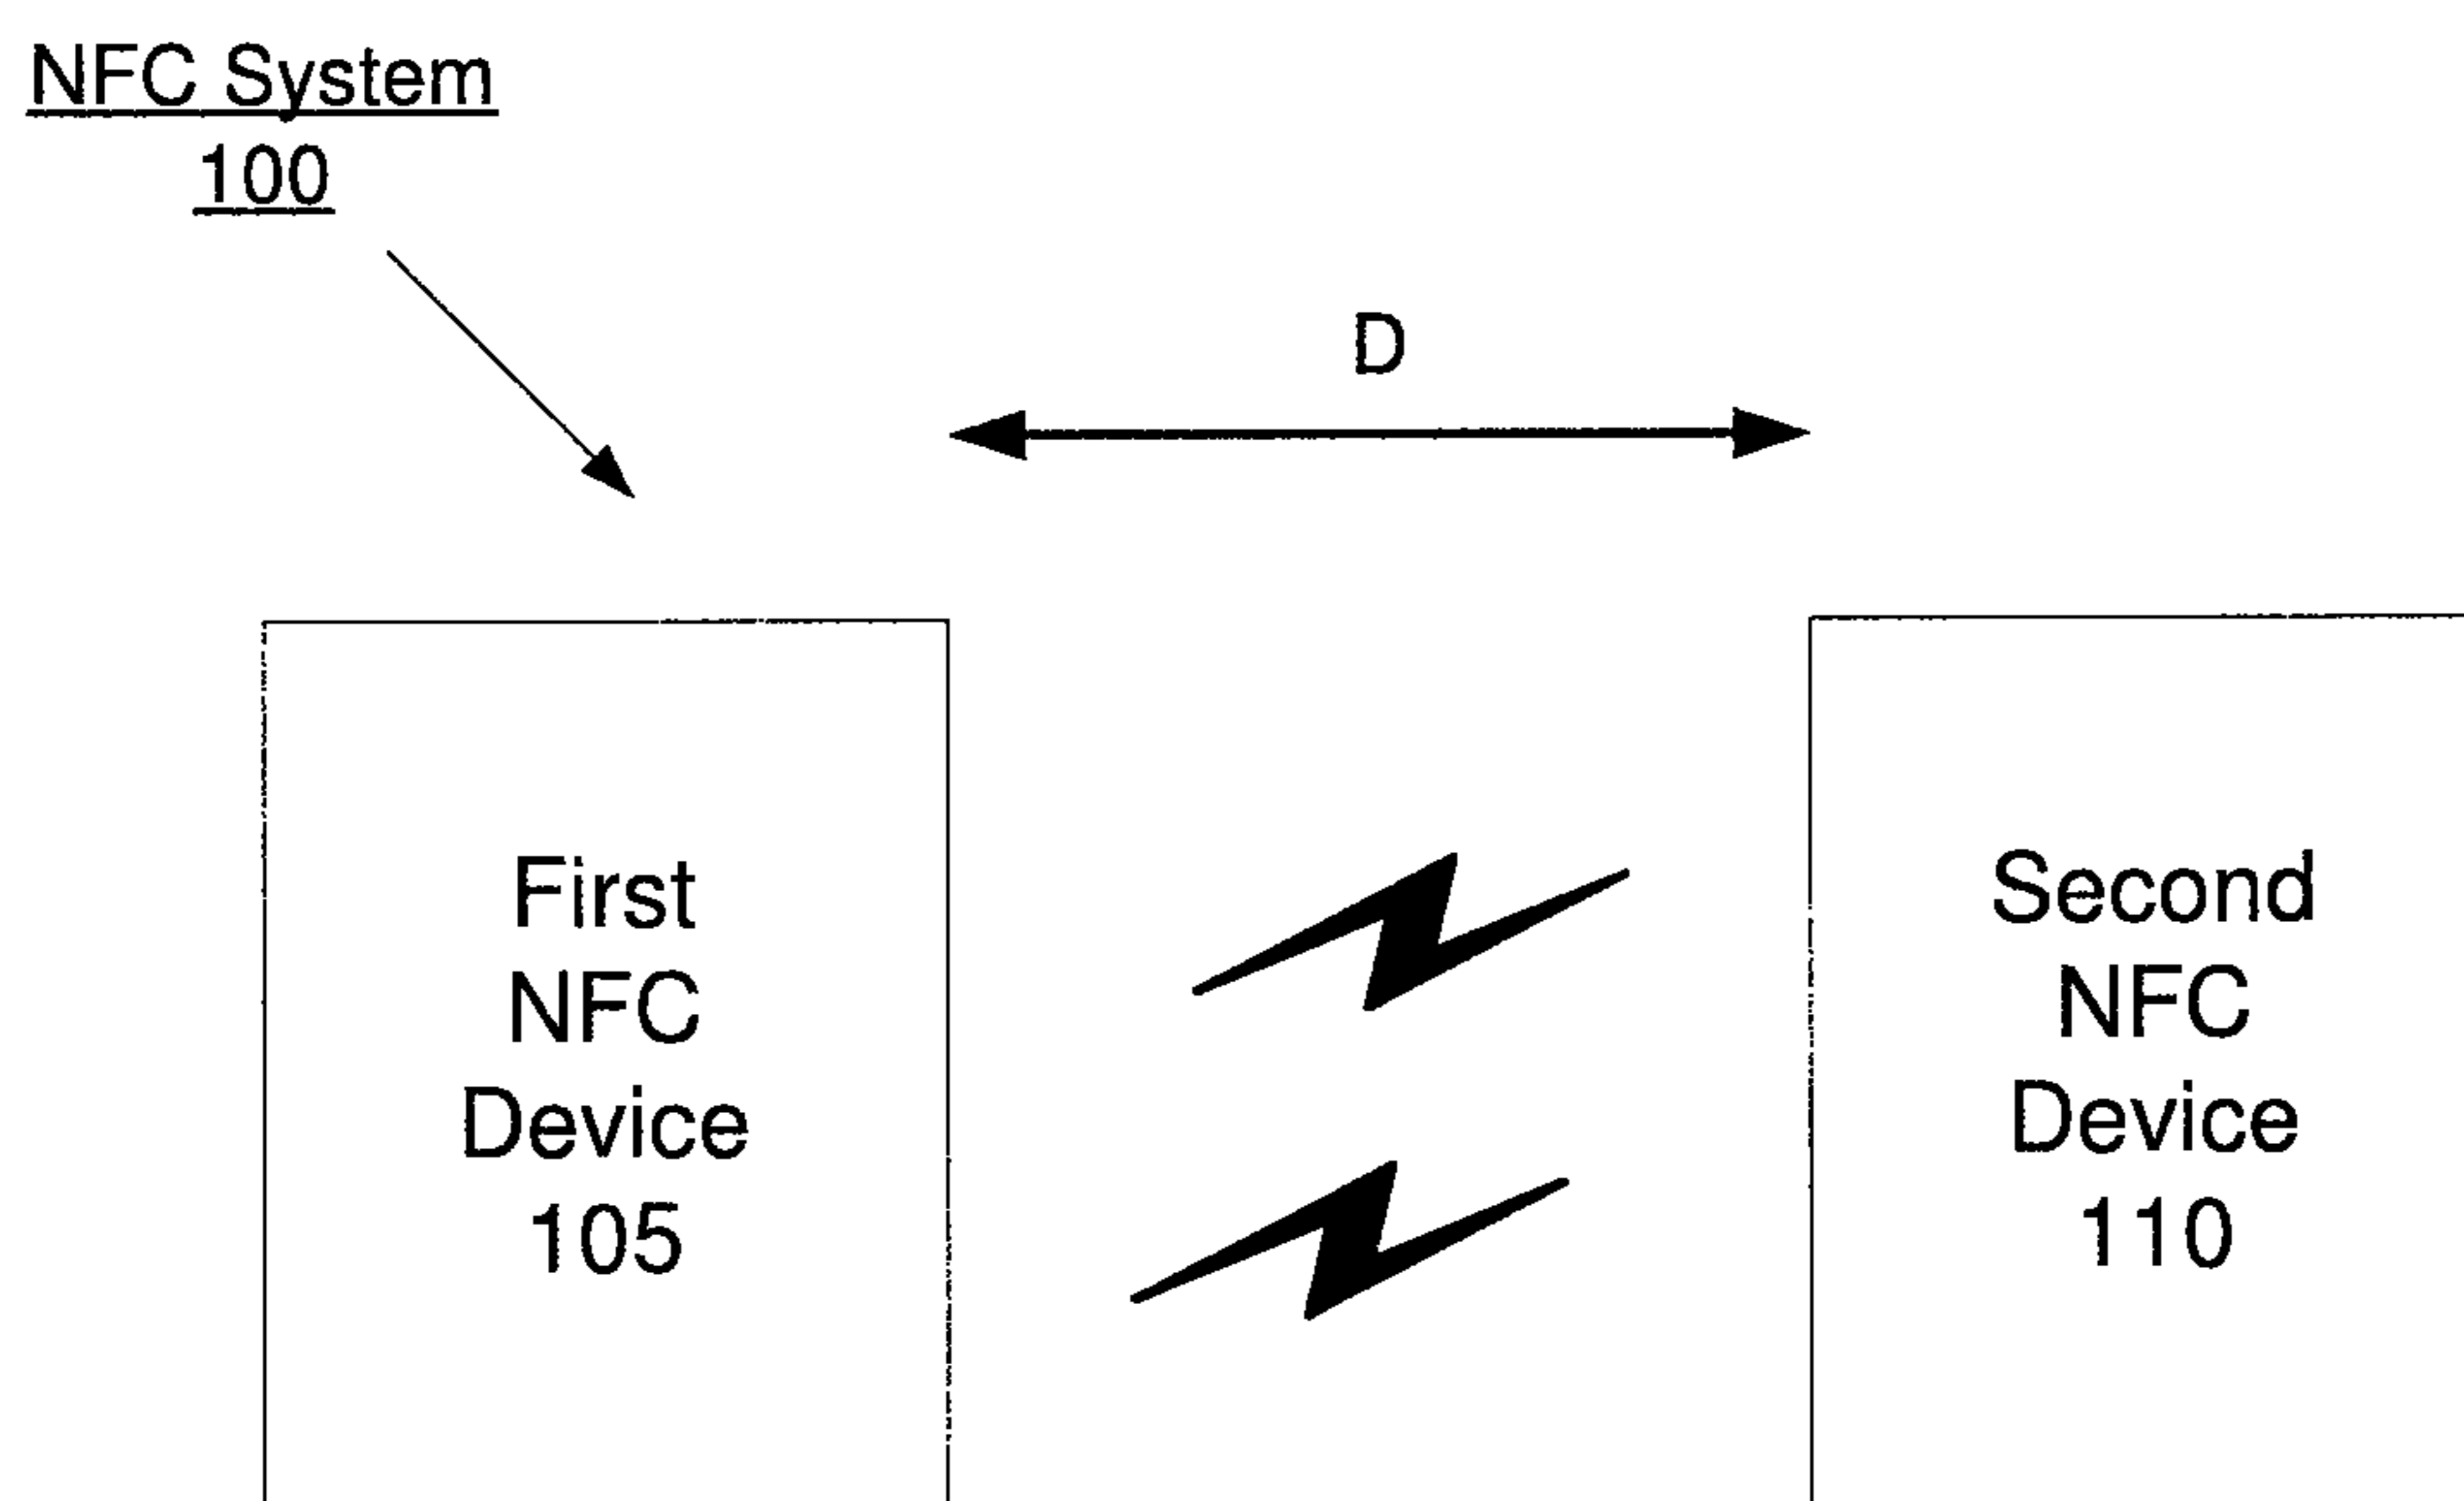 NFC System
100
D
First
NFC
Device
105
Second
NFC
Device
110